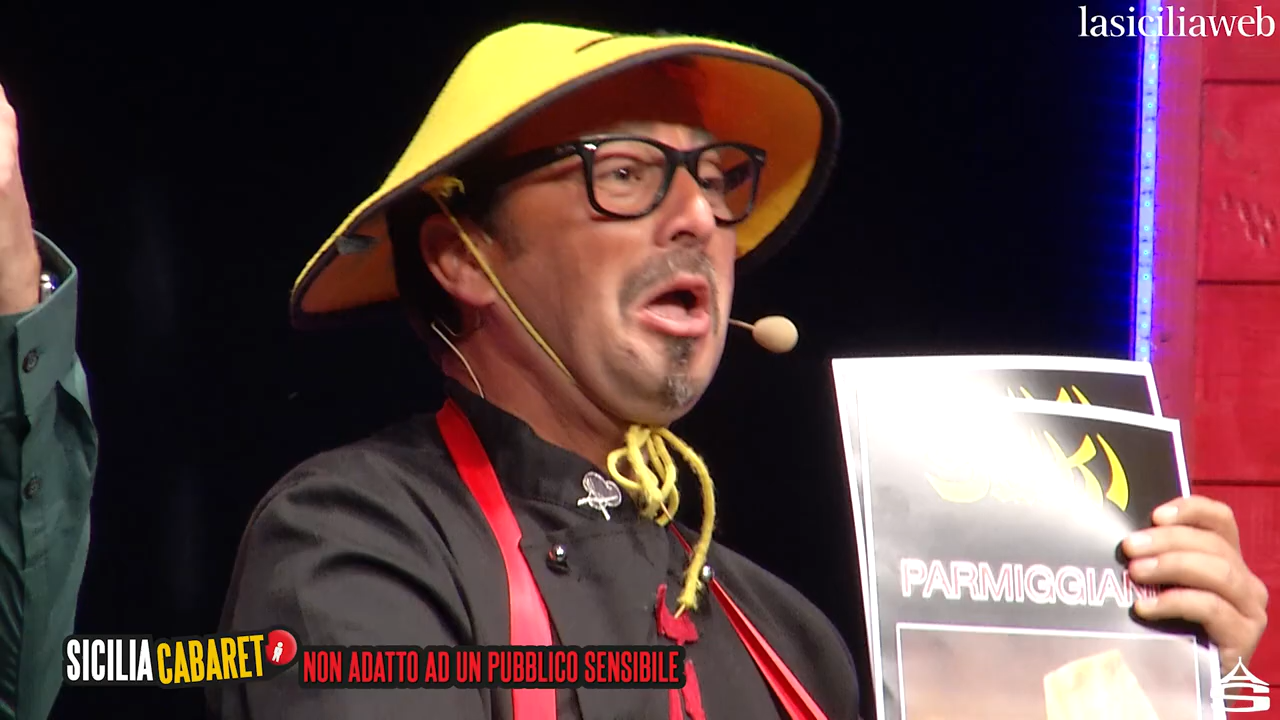 lasiciliaweb
PARMIGGIAN
SICILIA CABARET
NON ADATTO AD UN PUBBLICO SENSIBILE